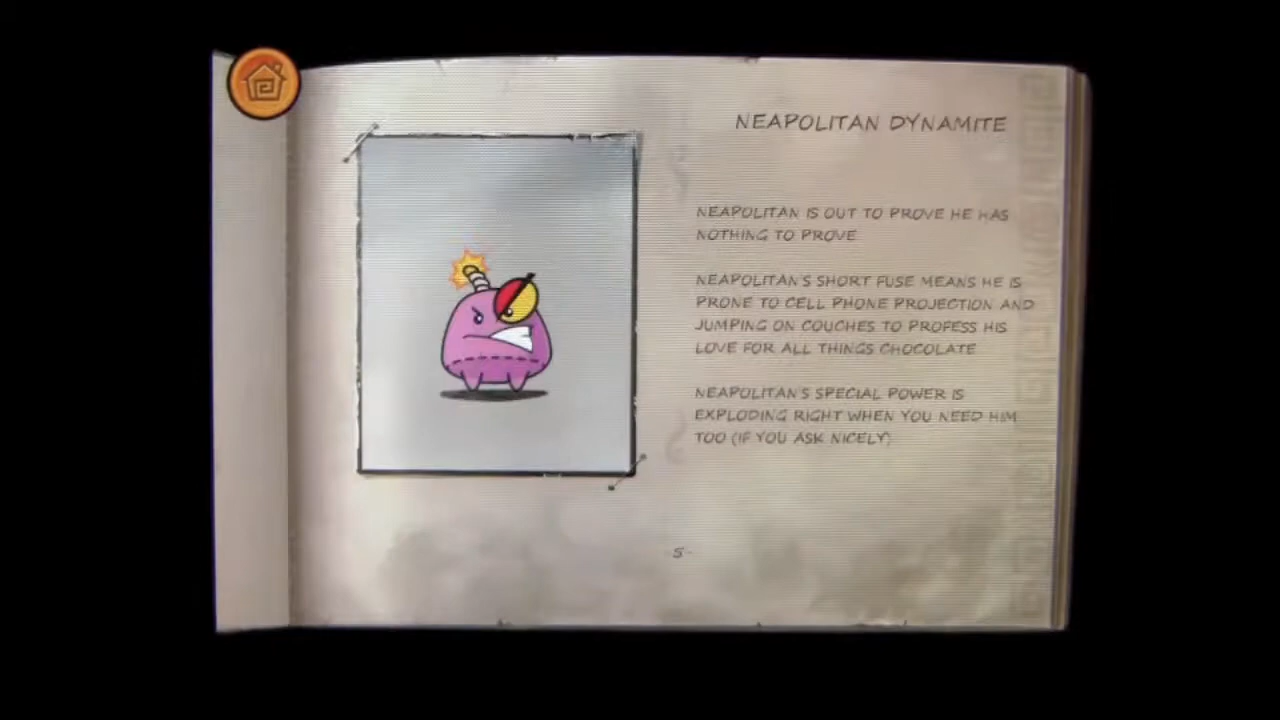 NEAPOLITAN DYNAMITE
NEAPOLITAN IS OUT TO PROVE HE HAS
NOTHING TO PROVE
NEAPOLITAN'S SHORT FUSE MEANS HE IS
PRONE TO CELL PHONE PROJECTION AND
JUMPING ON COUCHES TO PROFESS HIS
LOVE FOR ALL THINGS CHOCOLATE
NEAPOLITAN'S SPECIAL POWER IS
EXPLODING RIGHT WHEN YOU NEED HIM
TOO (IF YOU ASK NICELY)
-5-